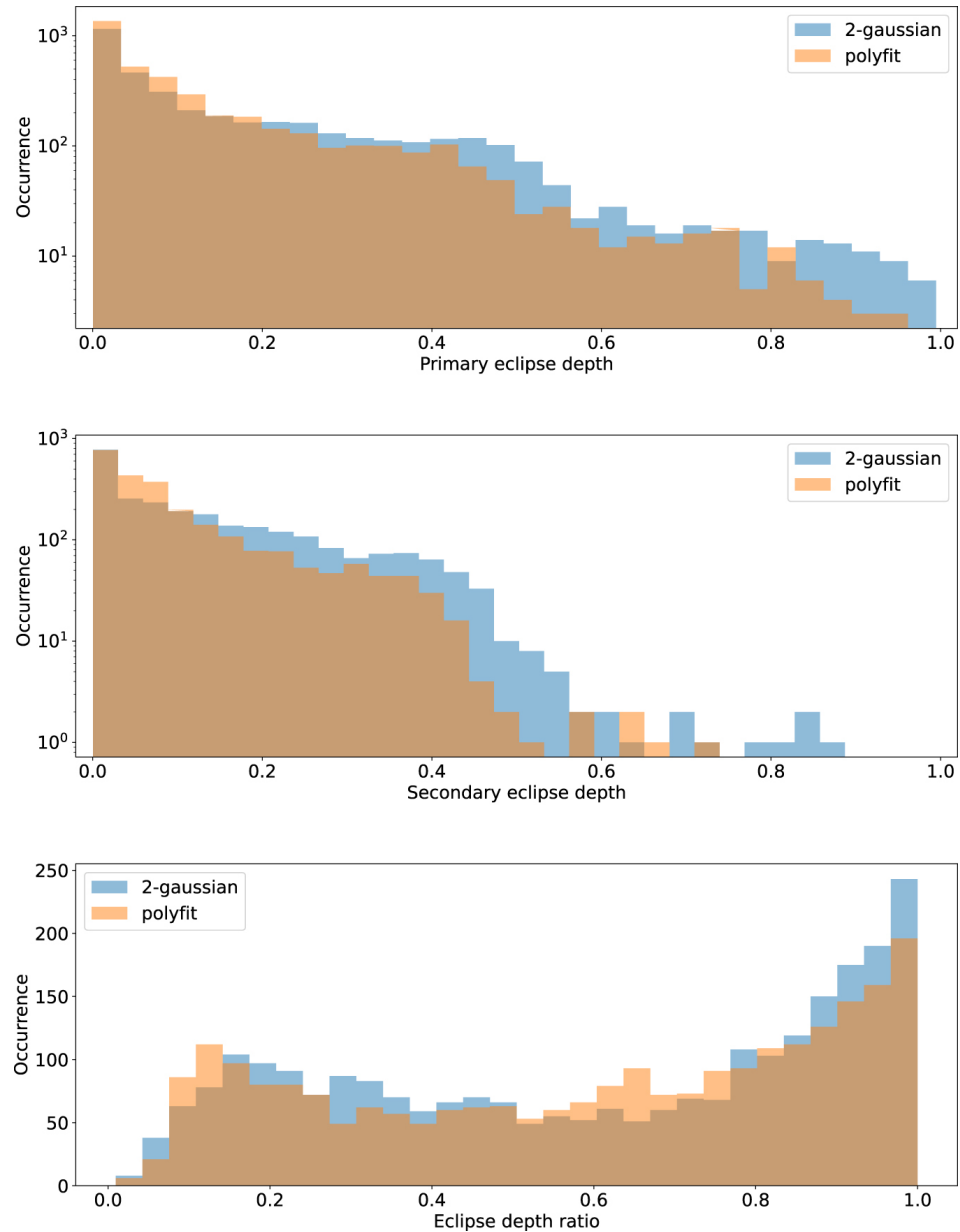 10³
10²
10¹
Occurrence
2-gaussian
polyfit
0.0 0.2 0.4 0.6 0.8 1.0
Primary eclipse depth
10³
10²
10¹
10⁰
Occurrence
2-gaussian
polyfit
0.0 0.2 0.4 0.6 0.8 1.0
Secondary eclipse depth
250
200
150
100
50
0
Occurrence
2-gaussian
polyfit
0.0 0.2 0.4 0.6 0.8 1.0
Eclipse depth ratio